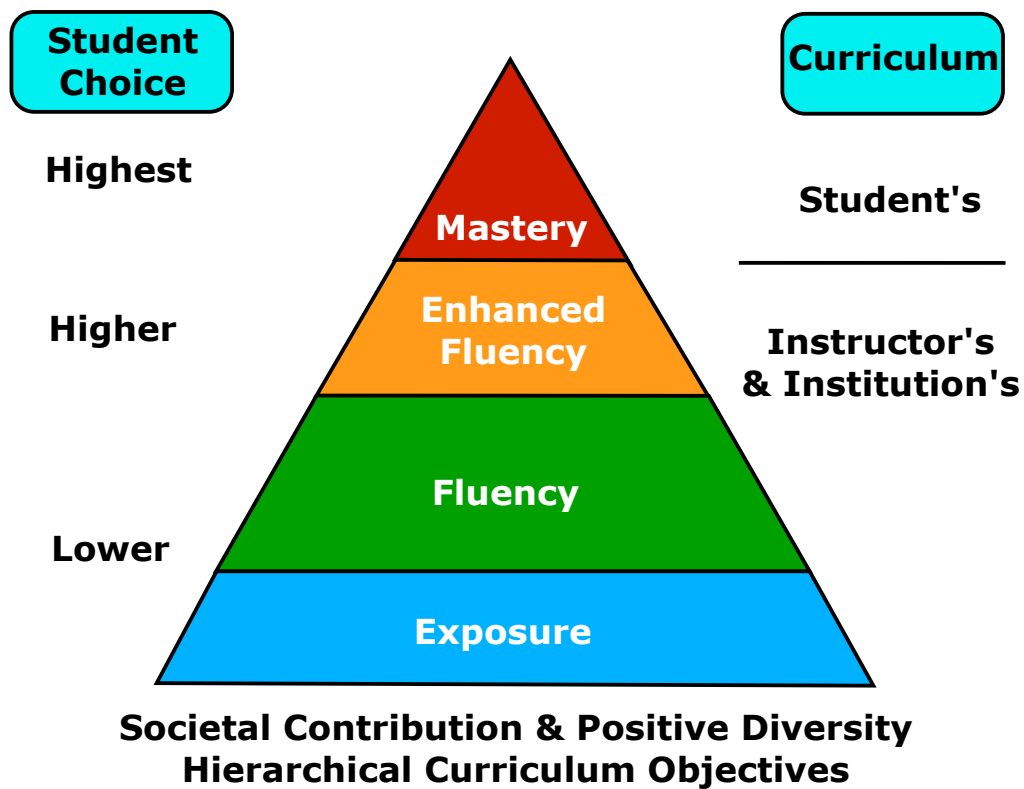 Student
Choice
Curriculum
Highest
Student's
Mastery
Higher
Enhanced
Fluency
Instructor's
& Institution's
Fluency
Lower
Exposure
Societal Contribution & Positive Diversity
Hierarchical Curriculum Objectives